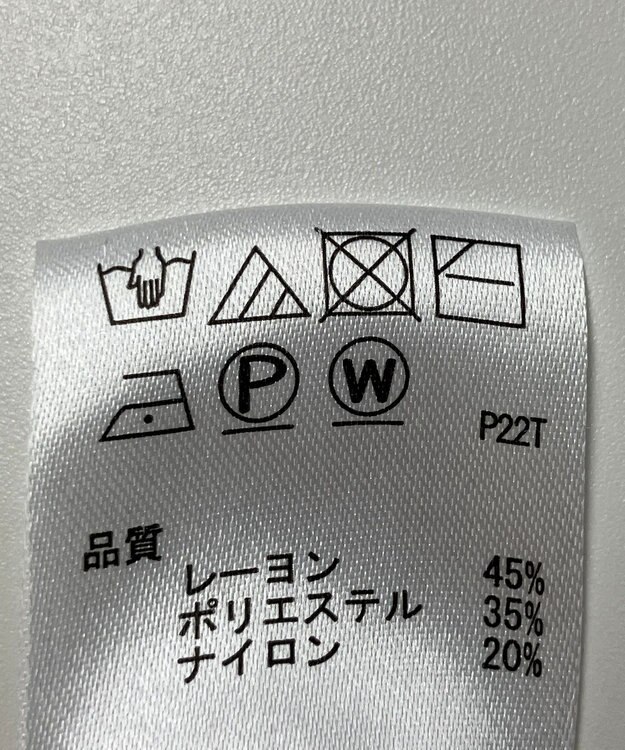 P W
P22T
品質
レーヨン 45%
ポリエステル 35%
ナイロン 20%